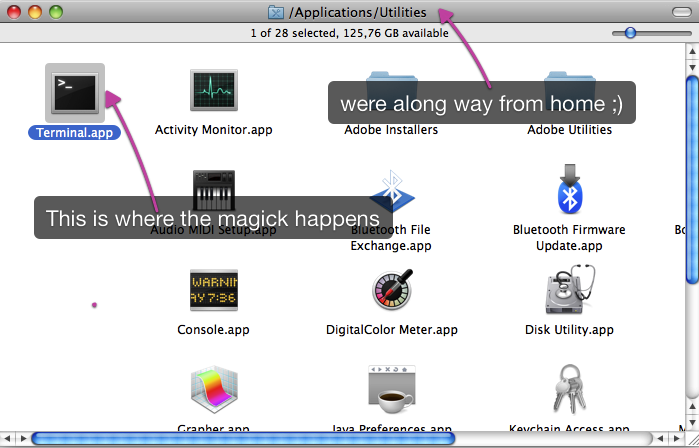 /Applications/Utilities
1 of 28 selected, 125,76 GB available
>_
were along way from home ;)
Terminal.app
Activity Monitor.app
Adobe Installers
Adobe Utilities
This is where the magick happens
Audio MIDI Setup.app
Bluetooth File
Exchange.app
Bluetooth Firmware
Update.app
WARNIN
AY 7:36
Console.app
DigitalColor Meter.app
Disk Utility.app
Grapher.app
Java Preferences.app
Keychain Access.app